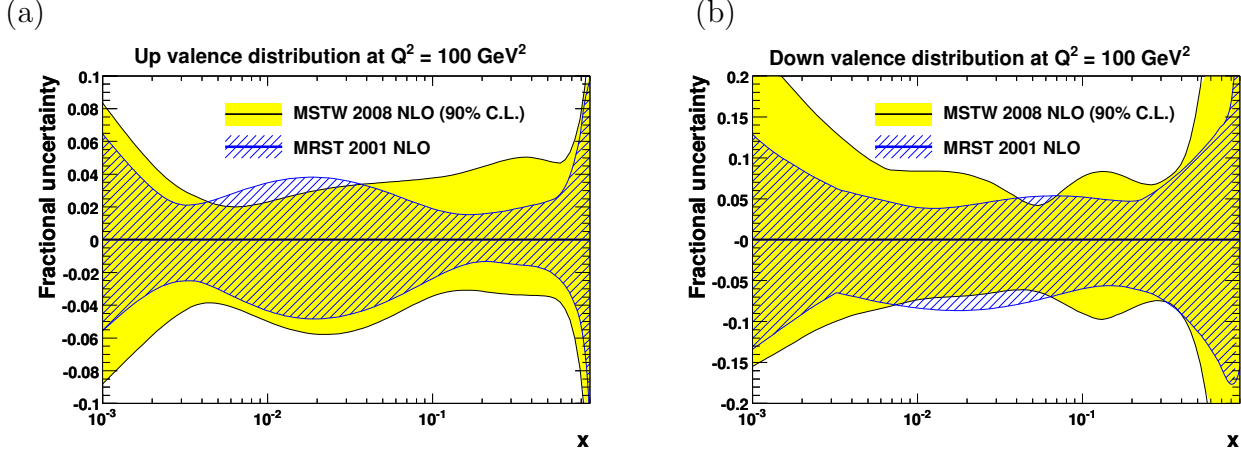 (a)
Up valence distribution at Q² = 100 GeV²
Fractional uncertainty
0.1
0.08
0.06
0.04
0.02
0
-0.02
-0.04
-0.06
-0.08
-0.1
MSTW 2008 NLO (90% C.L.)
MRST 2001 NLO
10⁻³ 10⁻² 10⁻¹
x
(b)
Down valence distribution at Q² = 100 GeV²
Fractional uncertainty
0.2
0.15
0.1
0.05
-0
-0.05
-0.1
-0.15
-0.2
MSTW 2008 NLO (90% C.L.)
MRST 2001 NLO
10⁻³ 10⁻² 10⁻¹
x